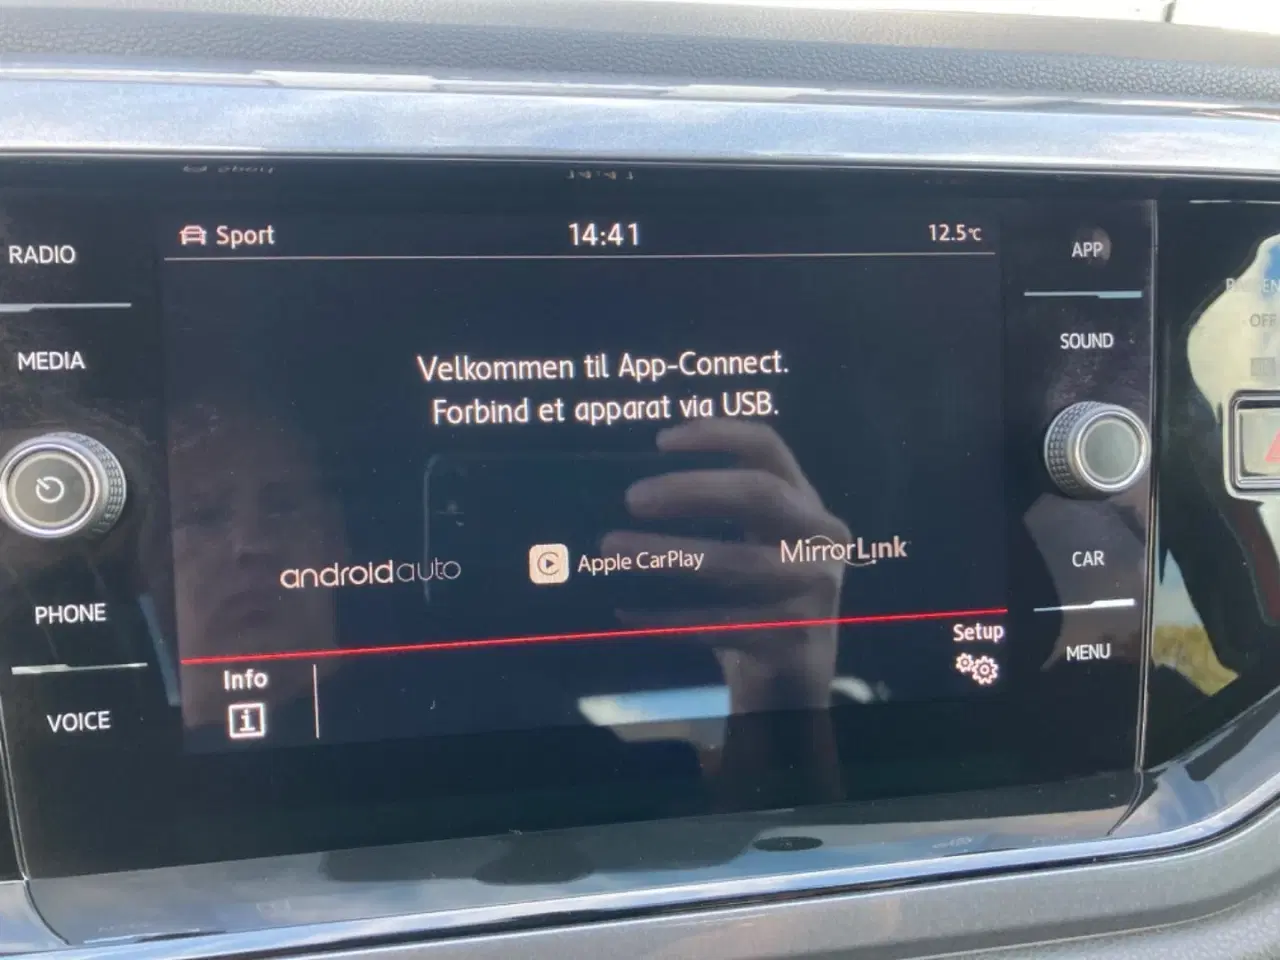 Sport
14:41
12.5°C
RADIO
MEDIA
PHONE
VOICE
Velkommen til App-Connect.
Forbind et apparat via USB.
androidauto
Apple CarPlay
MirrorLink
Info
i
Setup
APP
SOUND
CAR
MENU
OFF